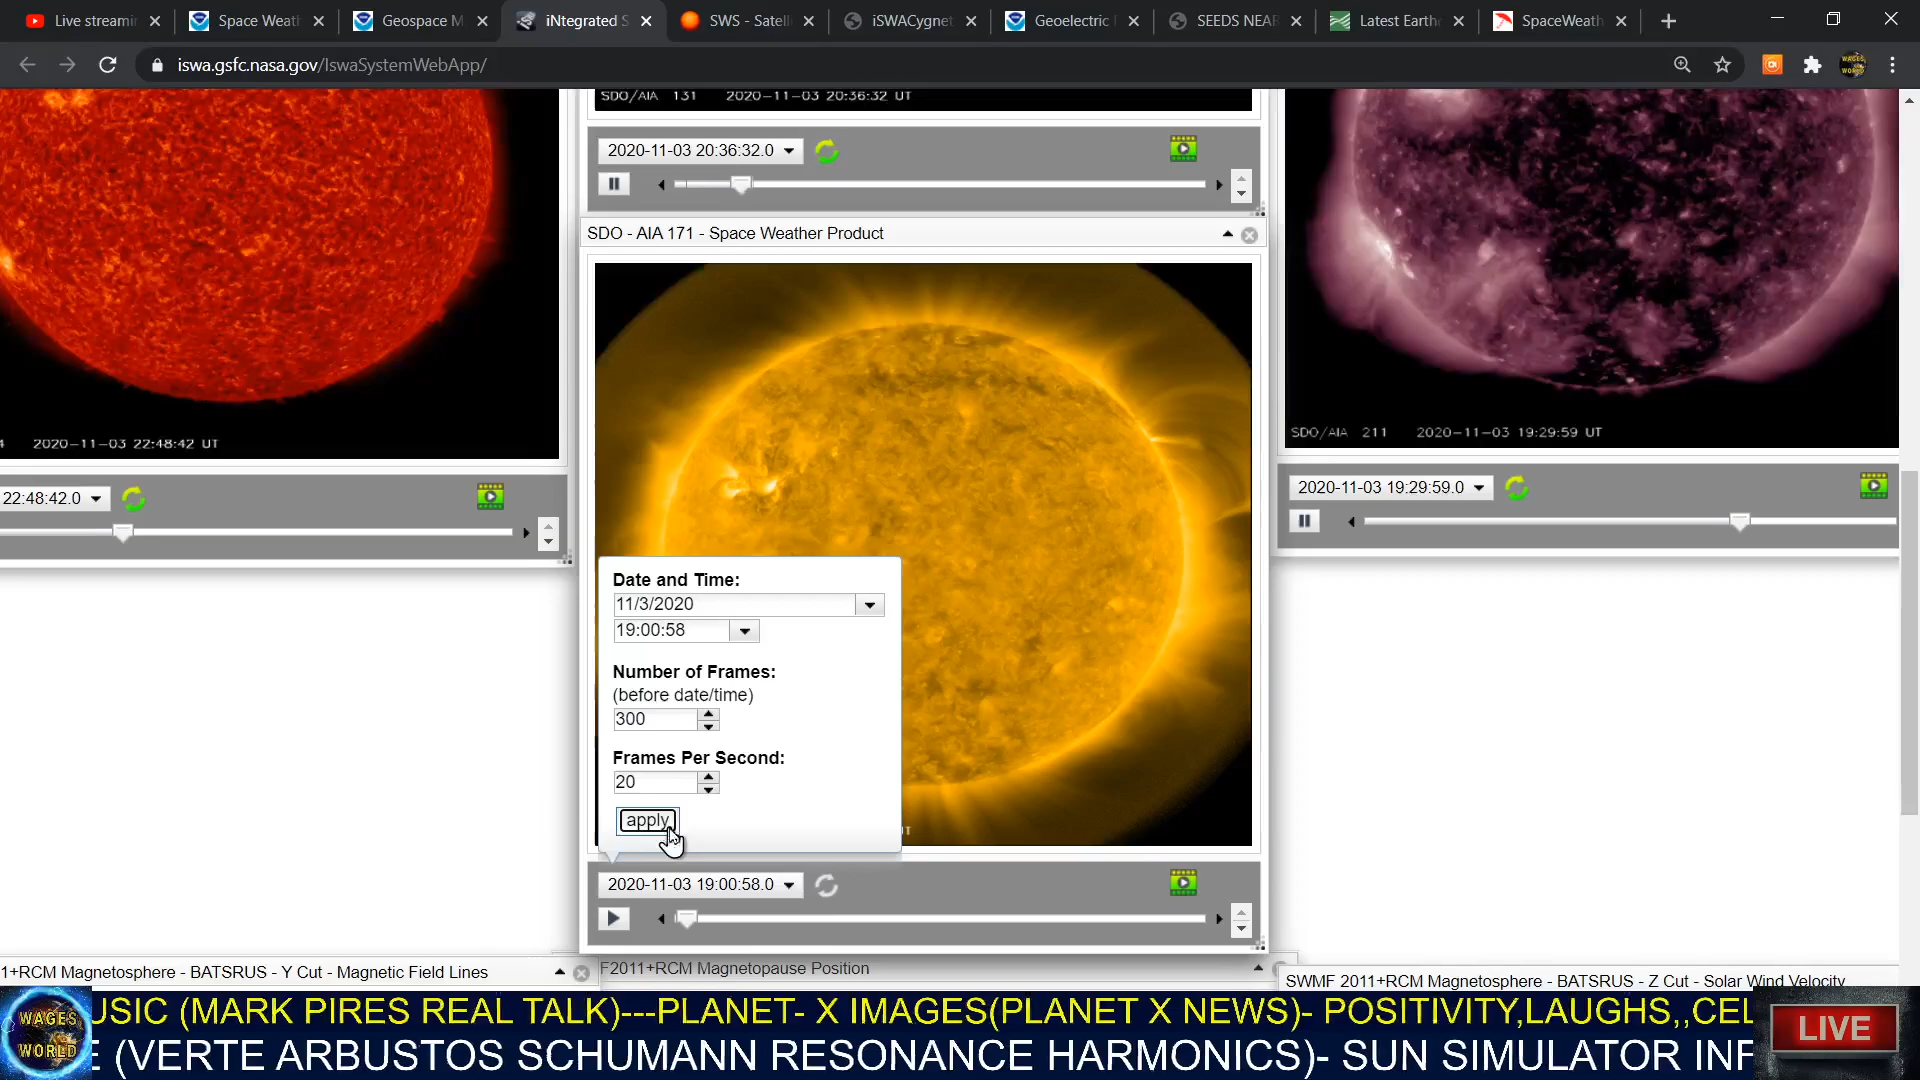 Live streamin
Space Weath
Geospace M
iNtegrated S
SWS - Satelli
iSWACygnet
Geoelectric
SEEDS NEAR
Latest Earth
SpaceWeath
iswa.gsfc.nasa.gov/IswaSystemWebApp/
SDO/AIA 131 2020-11-03 20:36:32 UT
2020-11-03 20:36:32.0
SDO - AIA 171 - Space Weather Product
4 2020-11-03 22:48:42 UT
22:48:42.0
SDO/AIA 211 2020-11-03 19:29:59 UT
2020-11-03 19:29:59.0
Date and Time:
11/3/2020
19:00:58
Number of Frames:
(before date/time)
300
Frames Per Second:
20
apply
UT
2020-11-03 19:00:58.0
1+RCM Magnetosphere - BATSRUS - Y Cut - Magnetic Field Lines
F2011+RCM Magnetopause Position
SWMF 2011+RCM Magnetosphere - BATSRUS - Z Cut - Solar Wind Velocity
WAGES WORLD
USIC (MARK PIRES REAL TALK)---PLANET- X IMAGES(PLANET X NEWS)- POSITIVITY,LAUGHS,,CEL
E (VERTE ARBUSTOS SCHUMANN RESONANCE HARMONICS)- SUN SIMULATOR INF
LIVE